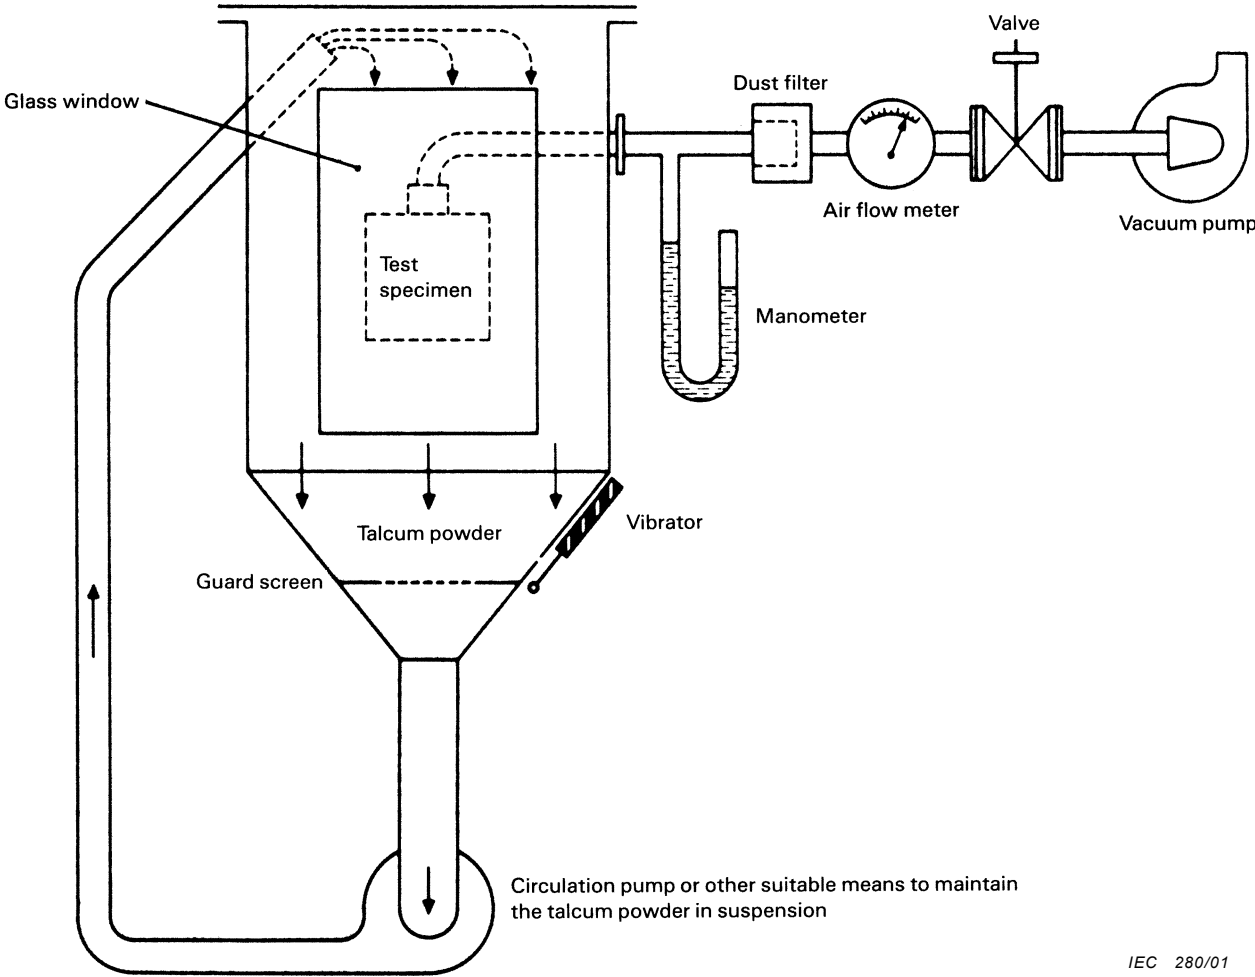 Valve
Glass window
Dust filter
Air flow meter
Vacuum pump
Test
specimen
Manometer
Talcum powder
Vibrator
Guard screen
Circulation pump or other suitable means to maintain
the talcum powder in suspension
IEC 280/01